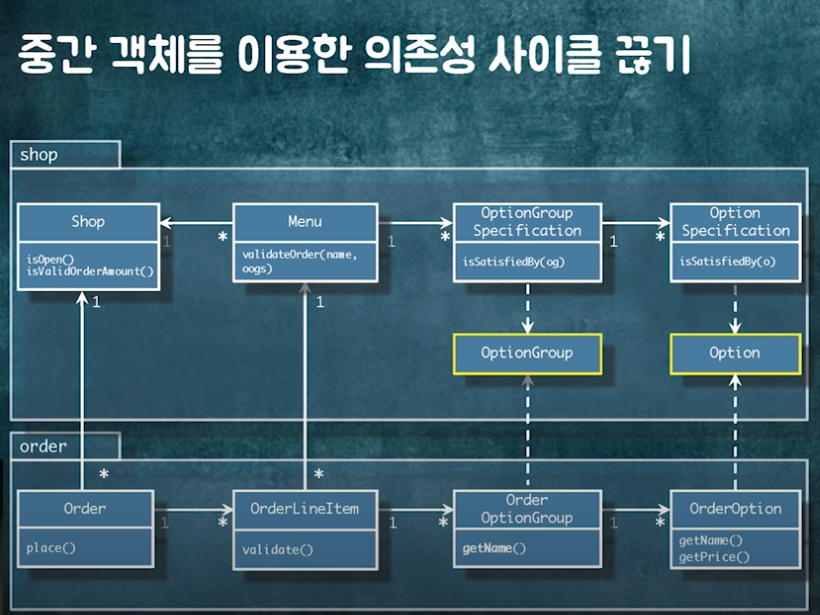 중간 객체를 이용한 의존성 사이클 끊기
shop
Shop
isOpen()
isValidOrderAmount()
1
*
Menu
validateOrder(name,
oogs)
1
*
OptionGroup
Specification
isSatisfiedBy(og)
1
*
Option
Specification
isSatisfiedBy(o)
1
1
OptionGroup
Option
order
*
*
Order
place()
1
*
OrderLineItem
validate()
1
*
Order
OptionGroup
getName()
1
*
OrderOption
getName()
getPrice()